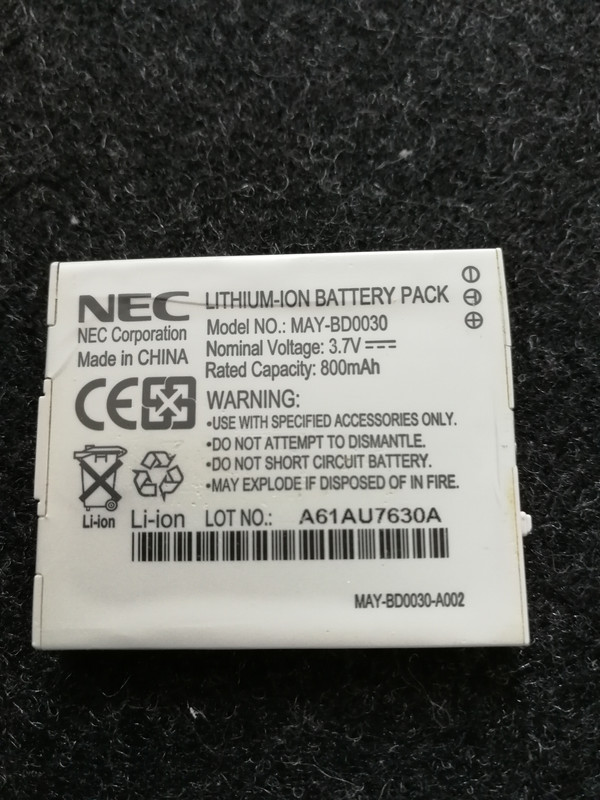 NEC
NEC Corporation
Made in CHINA
LITHIUM-ION BATTERY PACK
Model NO.: MAY-BD0030
Nominal Voltage: 3.7V
Rated Capacity: 800mAh
CE
WARNING:
•USE WITH SPECIFIED ACCESSORIES ONLY.
•DO NOT ATTEMPT TO DISMANTLE.
•DO NOT SHORT CIRCUIT BATTERY.
•MAY EXPLODE IF DISPOSED OF IN FIRE.
Li-ion
Li-ion
LOT NO.: A61AU7630A
MAY-BD0030-A002